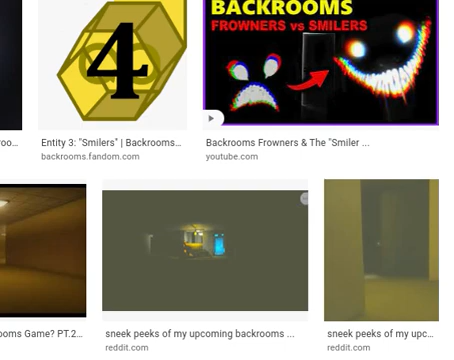 BACKROOMS
FROWNERS vs SMILERS
4
roo...
Entity 3: "Smilers" | Backrooms...
backrooms.fandom.com
Backrooms Frowners & The "Smiler ...
youtube.com
ooms Game? PT.2...
sneek peeks of my upcoming backrooms ...
reddit.com
sneek peeks of my upc...
reddit.com